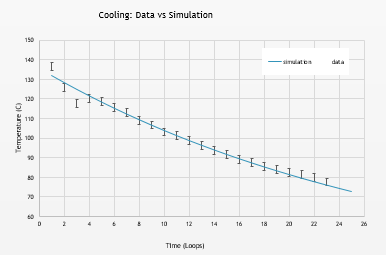 Cooling: Data vs Simulation
150
140
130
120
110
100
90
80
70
60
Temperature (C)
simulation data
0 2 4 6 8 10 12 14 16 18 20 22 24 26
Time (Loops)